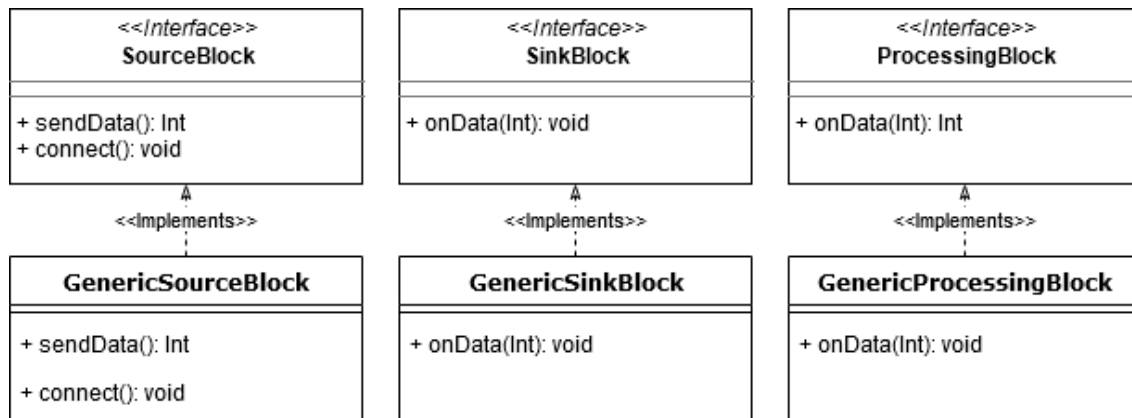 <<Interface>>
SourceBlock
+ sendData(): Int
+ connect(): void
<<Interface>>
SinkBlock
+ onData(Int): void
<<Interface>>
ProcessingBlock
+ onData(Int): Int
<<Implements>>
<<Implements>>
<<Implements>>
GenericSourceBlock
+ sendData(): Int
+ connect(): void
GenericSinkBlock
+ onData(Int): void
GenericProcessingBlock
+ onData(Int): void